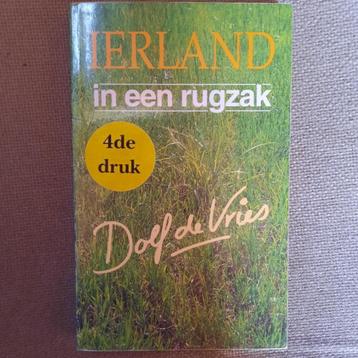 IERLAND
in een rugzak
4de
druk
Dolf de Vries